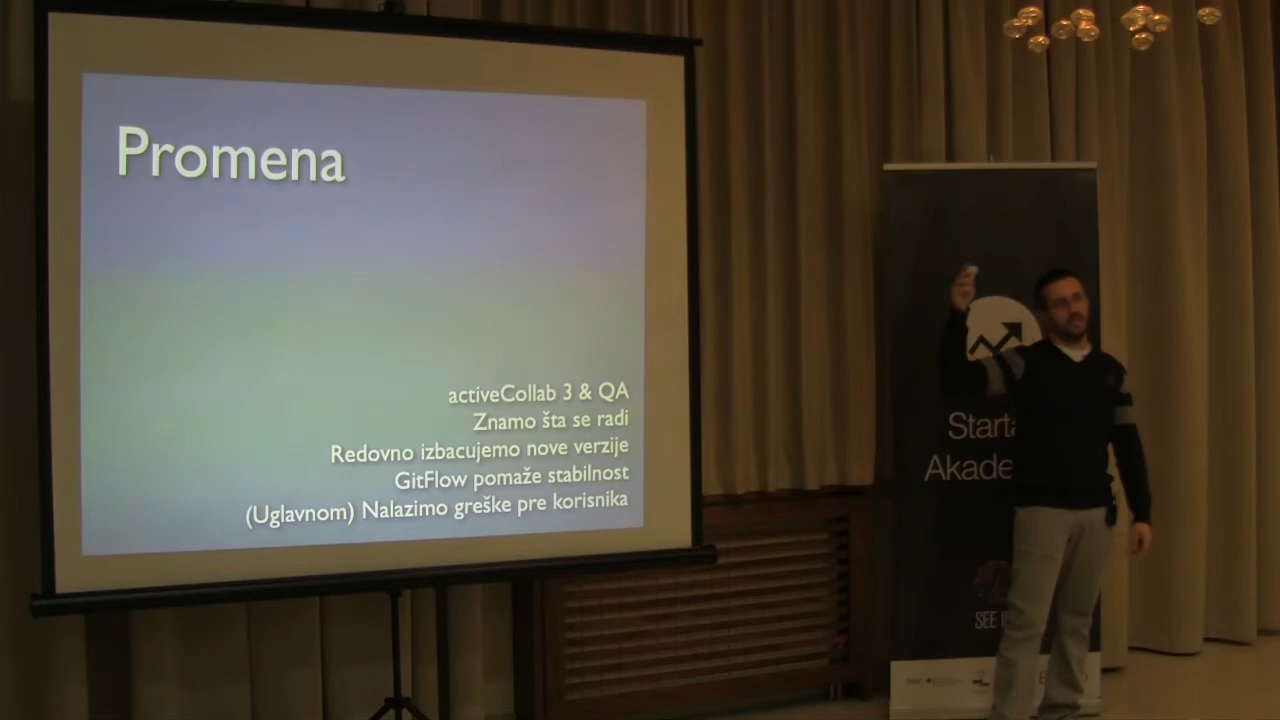 Promena
activeCollab 3 & QA
Znamo šta se radi
Redovno izbacujemo nove verzije
GitFlow pomaže stabilnost
(Uglavnom) Nalazimo greške pre korisnika
Starta
Akade
SEE I